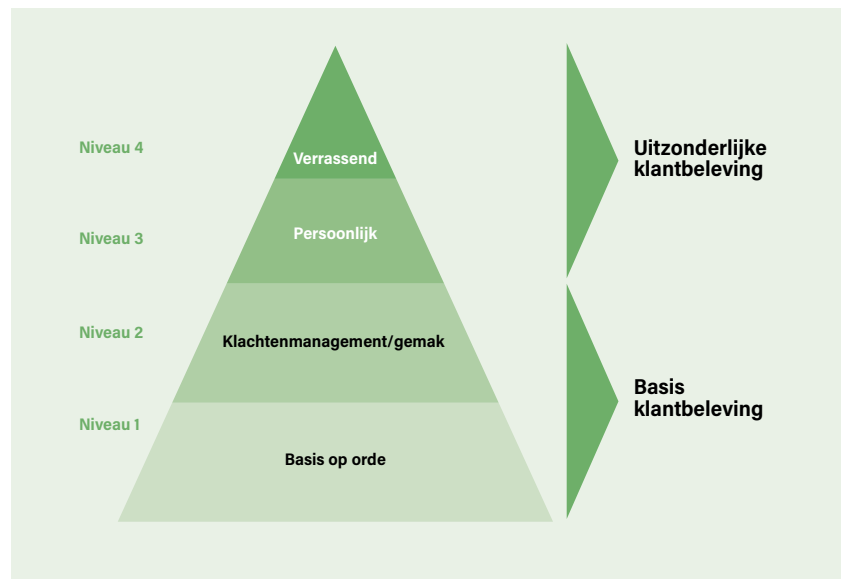 Niveau 4
Verrassend
Uitzonderlijke
klantbeleving
Niveau 3
Persoonlijk
Niveau 2
Klachtenmanagement/gemak
Basis
klantbeleving
Niveau 1
Basis op orde